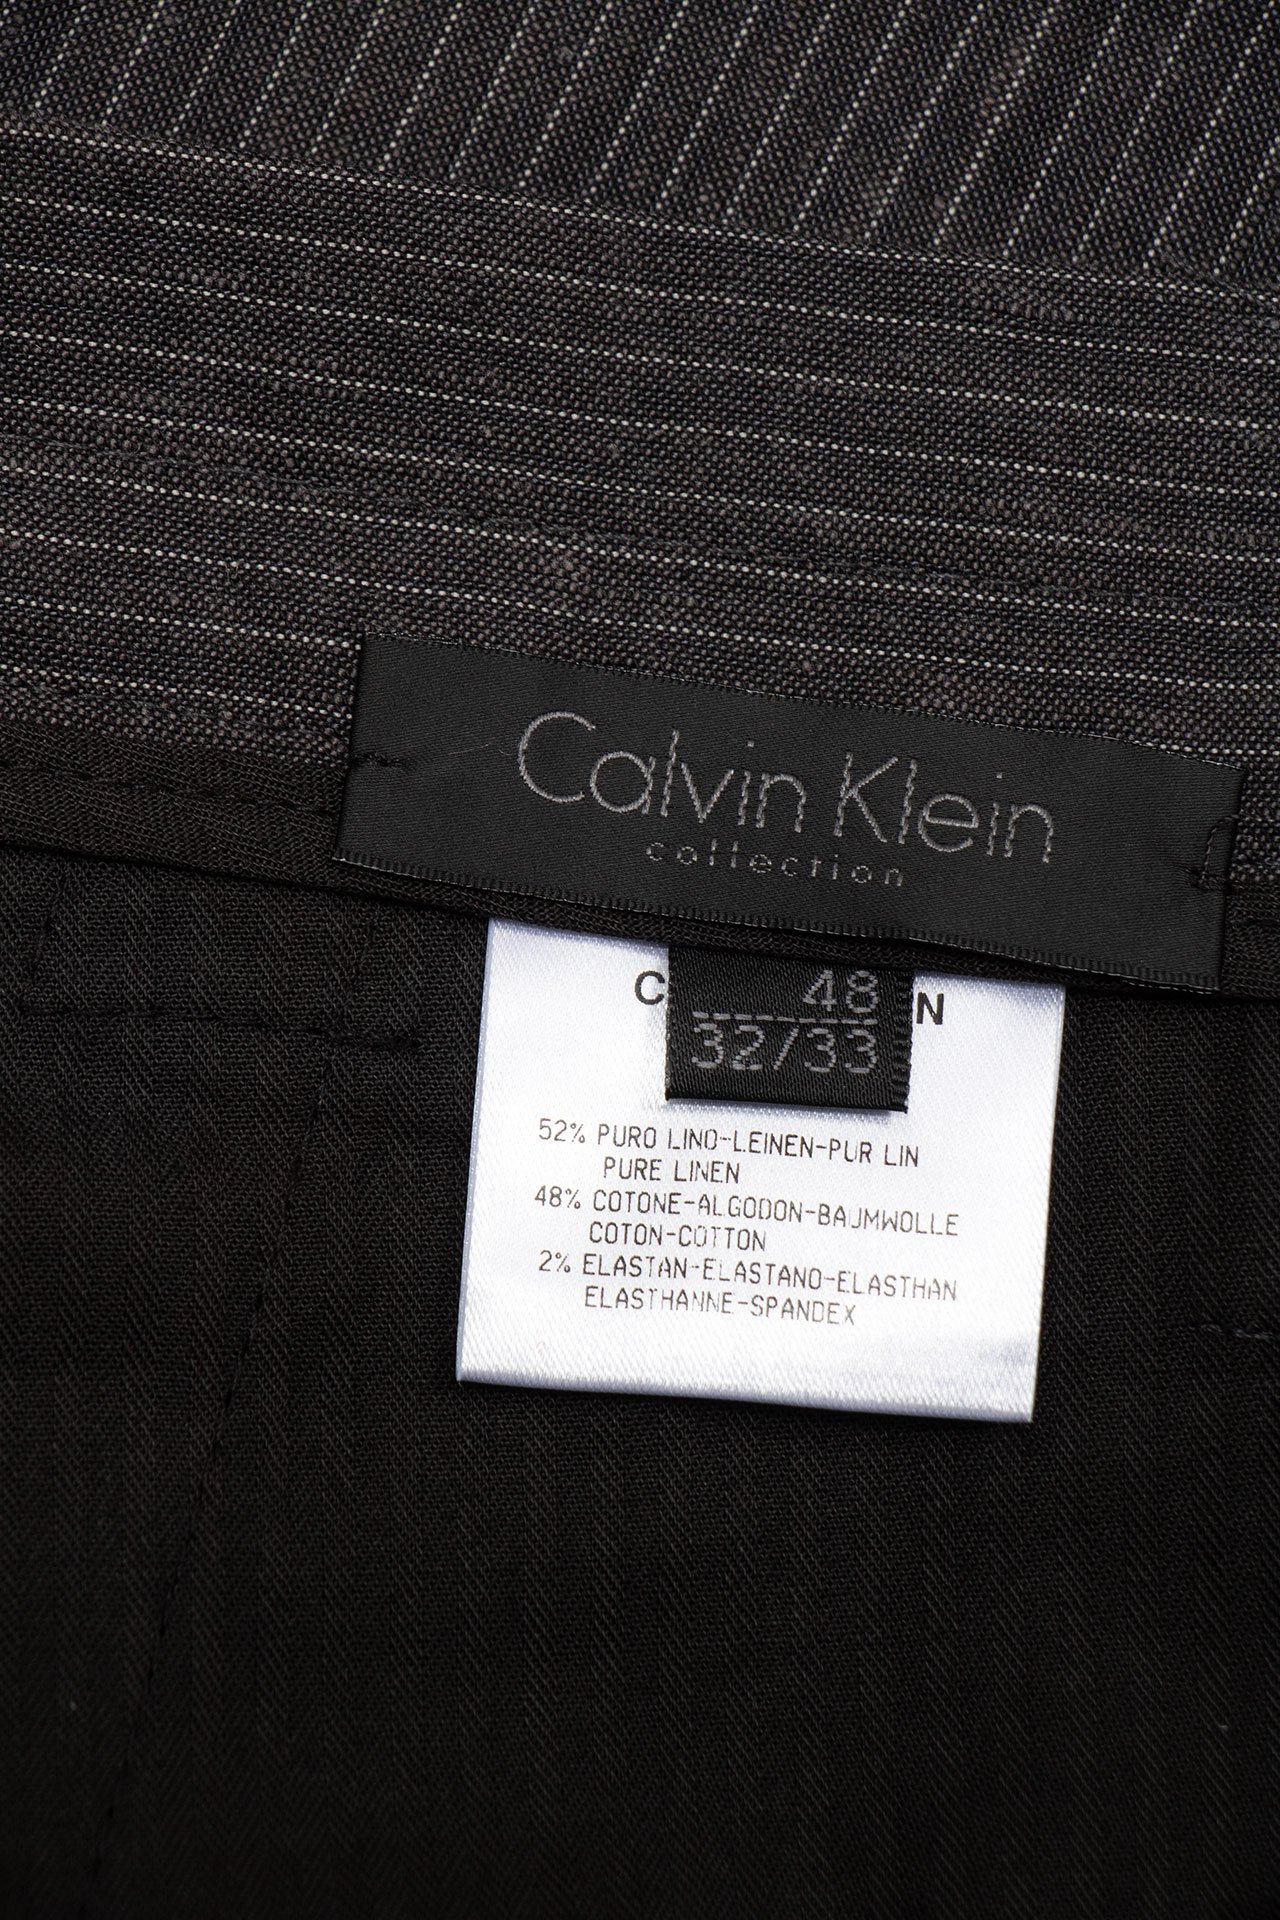 Calvin Klein
collection
48
32/33
52% PURO LINO-LEINEN-PUR LIN
PURE LINEN
48% COTONE-ALGODON-BAUMWOLLE
COTON-COTTON
2% ELASTAN-ELASTANO-ELASTHAN
ELASTHANNE-SPANDEX